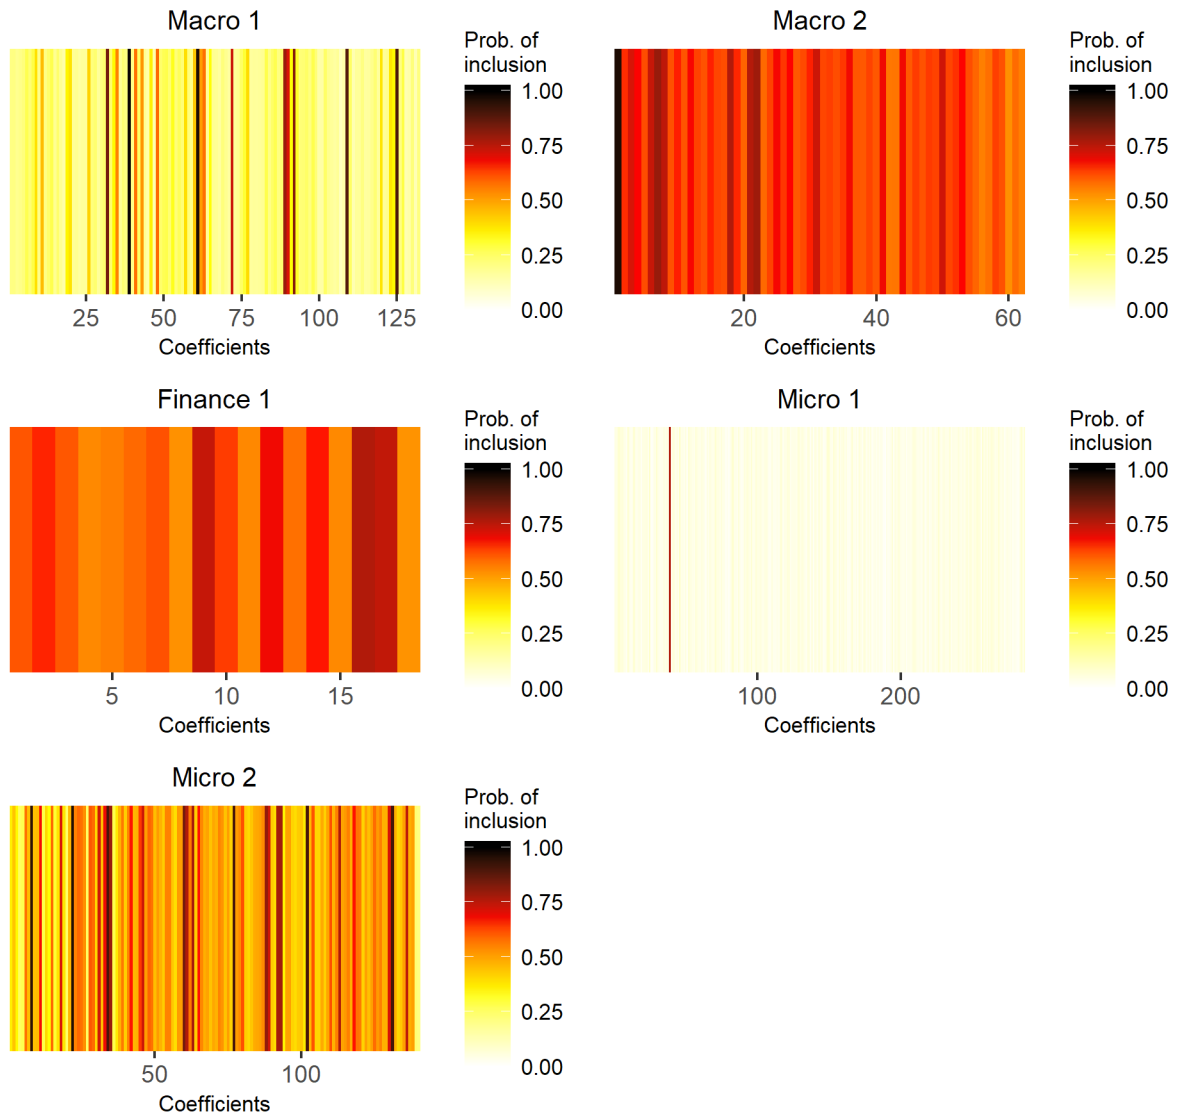 Macro 1
Prob. of
inclusion
1.00
0.75
0.50
0.25
0.00
25 50 75 100 125
Coefficients
Macro 2
Prob. of
inclusion
1.00
0.75
0.50
0.25
0.00
20 40 60
Coefficients
Finance 1
Prob. of
inclusion
1.00
0.75
0.50
0.25
0.00
5 10 15
Coefficients
Micro 1
Prob. of
inclusion
1.00
0.75
0.50
0.25
0.00
100 200
Coefficients
Micro 2
Prob. of
inclusion
1.00
0.75
0.50
0.25
0.00
50 100
Coefficients